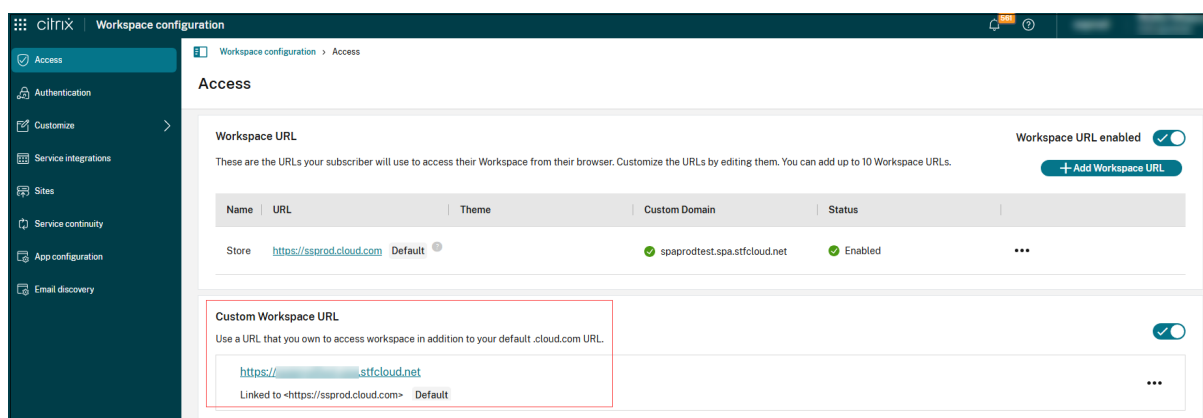 citrix Workspace configuration 561
Access
Authentication
Customize
Service integrations
Sites
Service continuity
App configuration
Email discovery
Workspace configuration > Access
Access
Workspace URL
Workspace URL enabled
These are the URLs your subscriber will use to access their Workspace from their browser. Customize the URLs by editing them. You can add up to 10 Workspace URLs.
+ Add Workspace URL
Name URL Theme Custom Domain Status
Store https://ssprod.cloud.com Default spaprodtest.spa.stfcloud.net Enabled
Custom Workspace URL
Use a URL that you own to access workspace in addition to your default .cloud.com URL.
https:// .stfcloud.net
Linked to <https://ssprod.cloud.com> Default